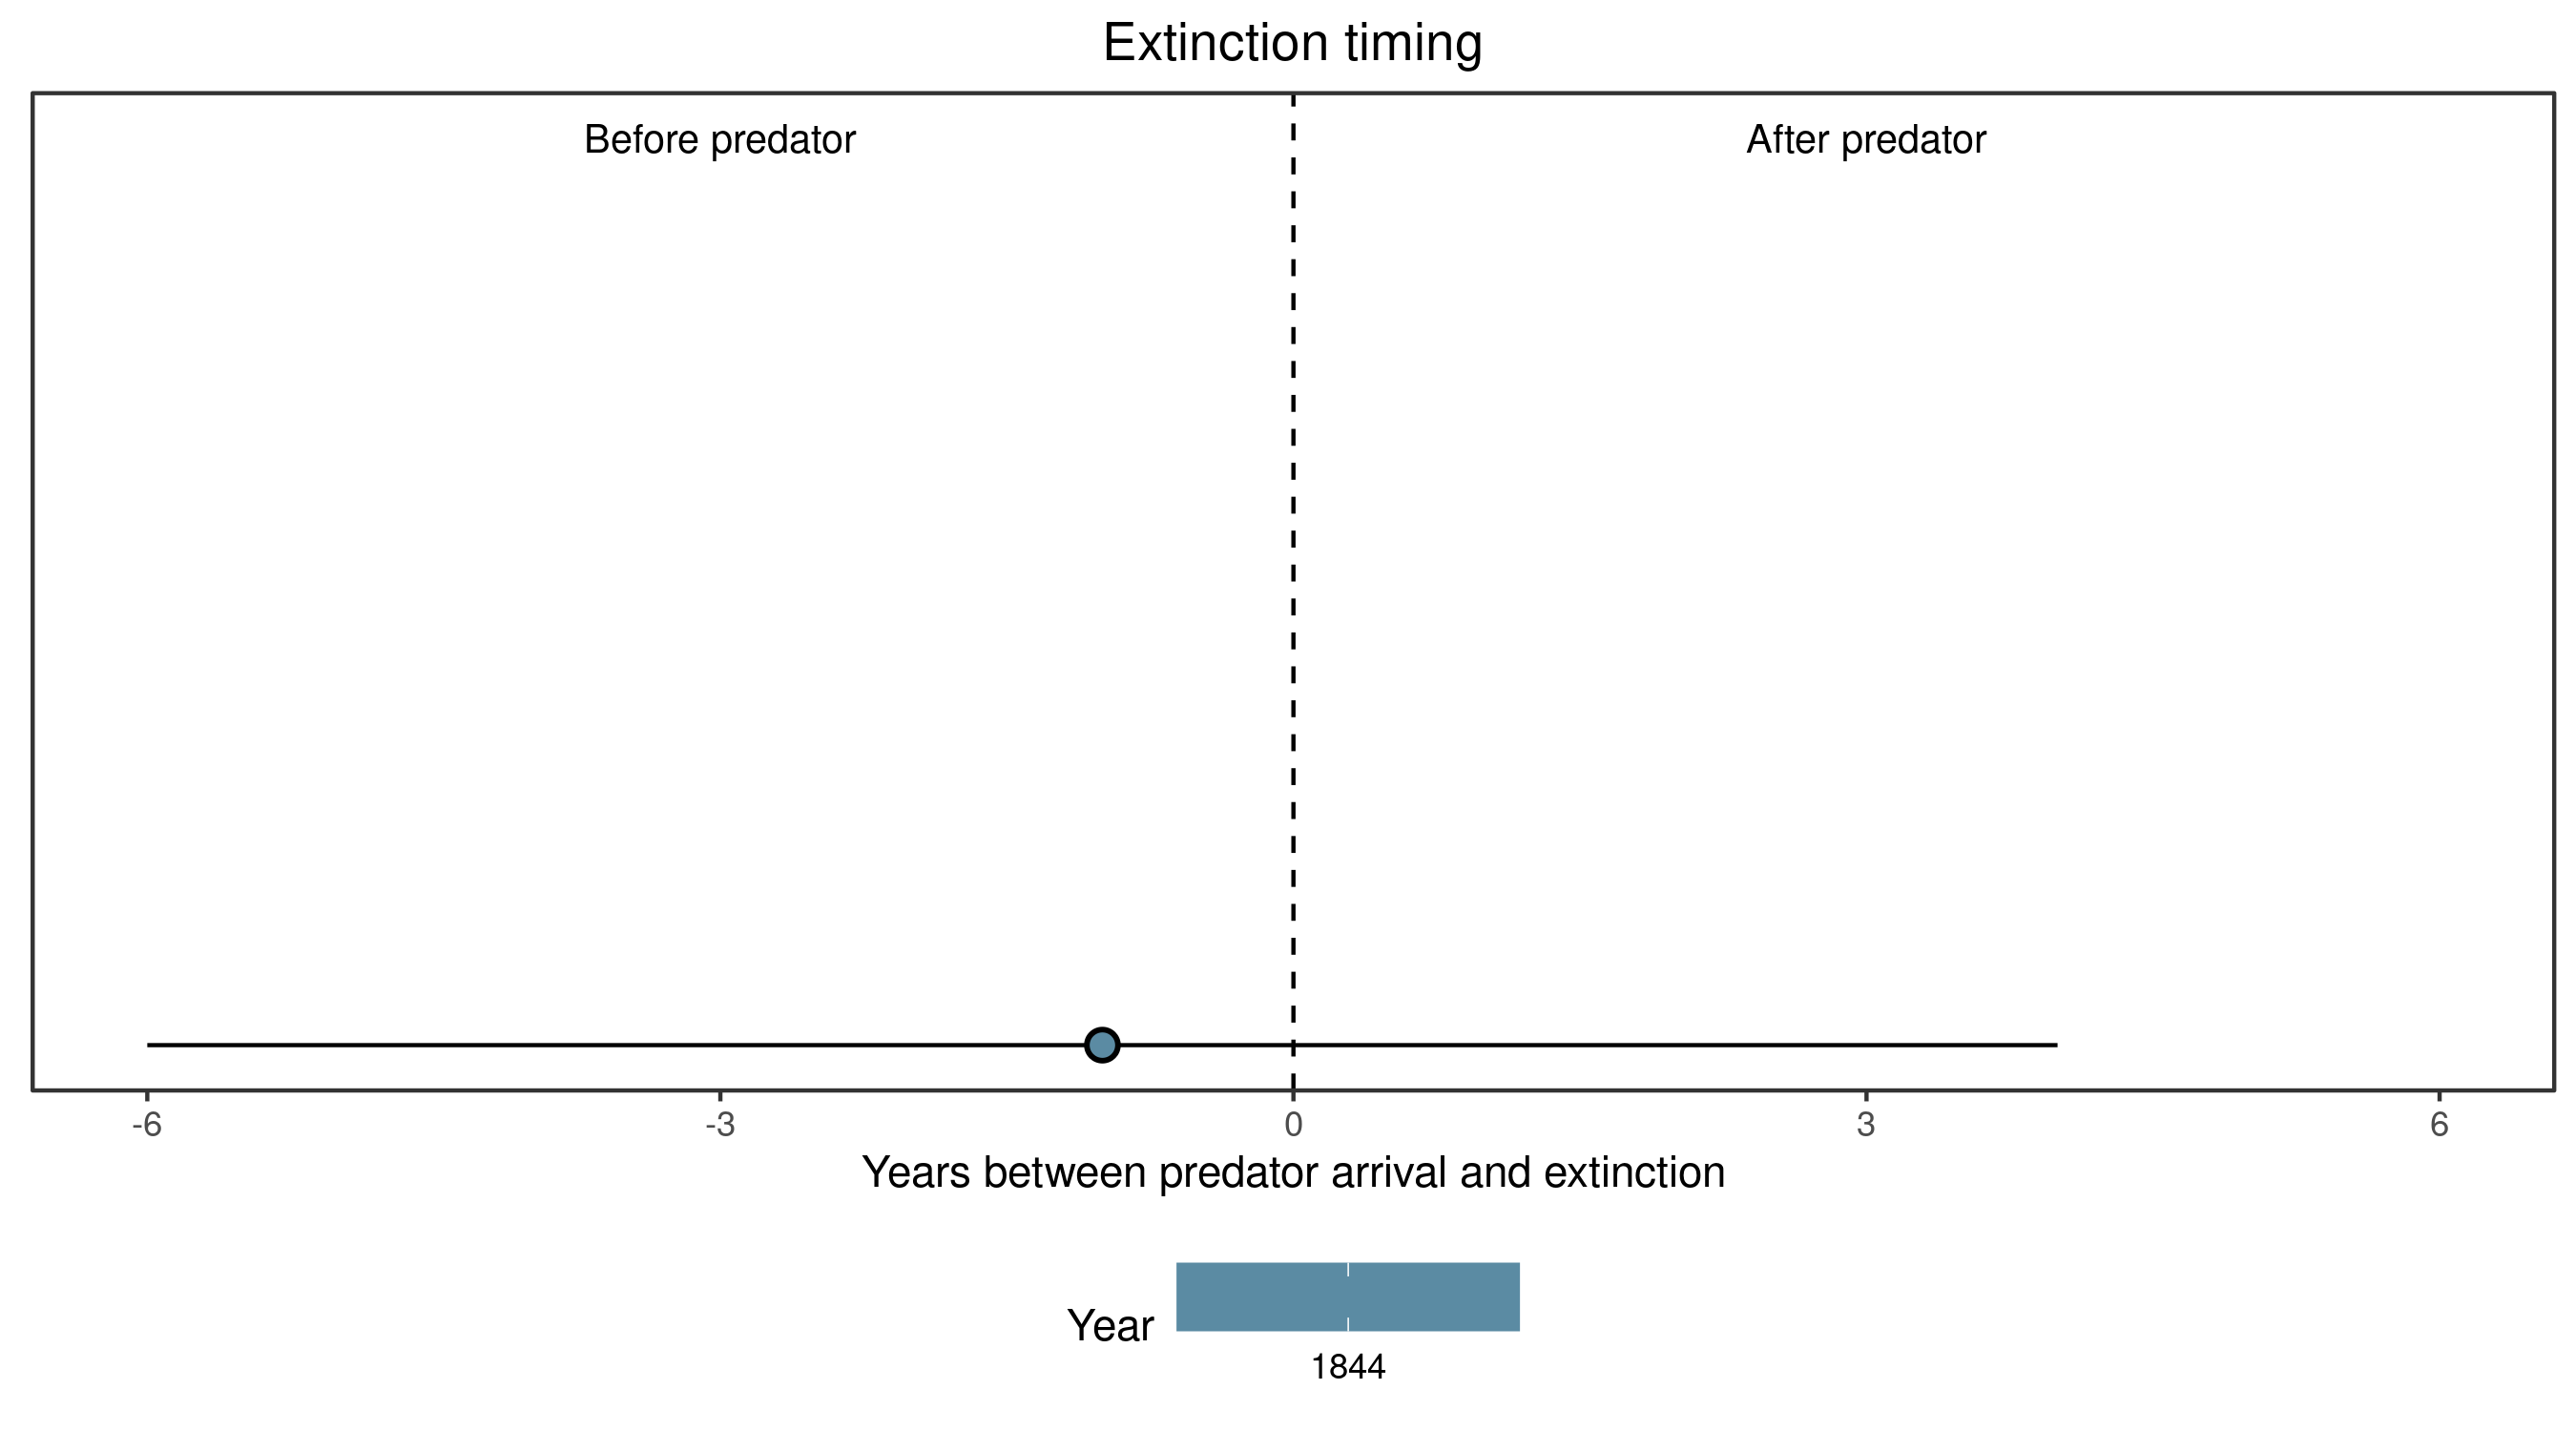 Extinction timing
Before predator
After predator
-6
-3
0
3
6
Years between predator arrival and extinction
Year
1844